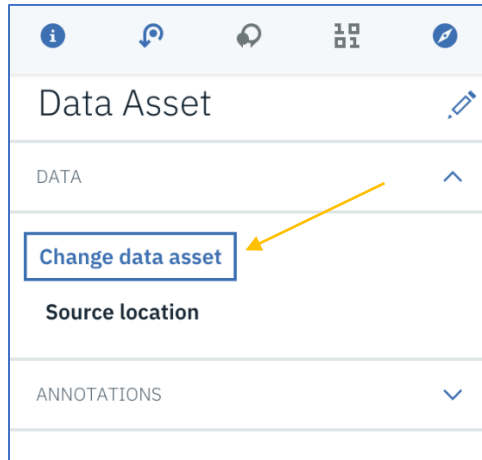 Data Asset
DATA
Change data asset
Source location
ANNOTATIONS